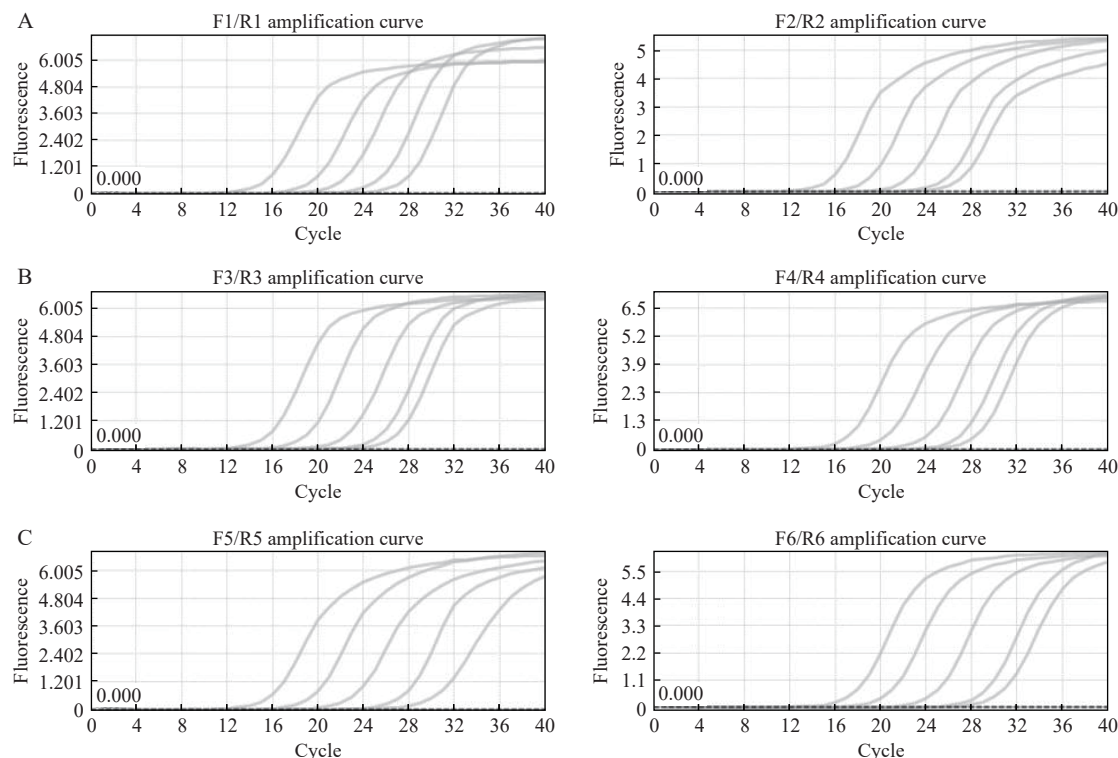 A
F1/R1 amplification curve
Fluorescence
6.005
4.804
3.603
2.402
1.201
0
0.000
0 4 8 12 16 20 24 28 32 36 40
Cycle
F2/R2 amplification curve
Fluorescence
5
4
3
2
1
0
0.000
0 4 8 12 16 20 24 28 32 36 40
Cycle
B
F3/R3 amplification curve
Fluorescence
6.005
4.804
3.603
2.402
1.201
0
0.000
0 4 8 12 16 20 24 28 32 36 40
Cycle
F4/R4 amplification curve
Fluorescence
6.5
5.2
3.9
2.3
1.3
0
0.000
0 4 8 12 16 20 24 28 32 36 40
Cycle
C
F5/R5 amplification curve
Fluorescence
6.005
4.804
3.603
2.402
1.201
0
0.000
0 4 8 12 16 20 24 28 32 36 40
Cycle
F6/R6 amplification curve
Fluorescence
5.5
4.4
3.3
2.2
1.1
0
0.000
0 4 8 12 16 20 24 28 32 36 40
Cycle